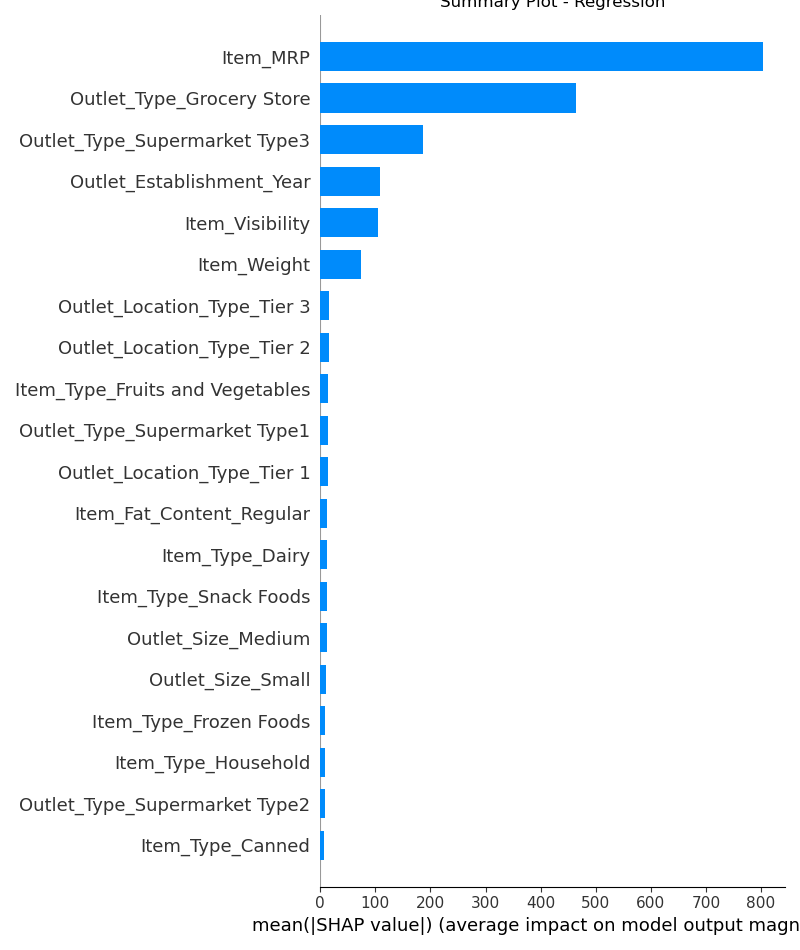 Summary Plot - Regression
Item_MRP
Outlet_Type_Grocery Store
Outlet_Type_Supermarket Type3
Outlet_Establishment_Year
Item_Visibility
Item_Weight
Outlet_Location_Type_Tier 3
Outlet_Location_Type_Tier 2
Item_Type_Fruits and Vegetables
Outlet_Type_Supermarket Type1
Outlet_Location_Type_Tier 1
Item_Fat_Content_Regular
Item_Type_Dairy
Item_Type_Snack Foods
Outlet_Size_Medium
Outlet_Size_Small
Item_Type_Frozen Foods
Item_Type_Household
Outlet_Type_Supermarket Type2
Item_Type_Canned
0 100 200 300 400 500 600 700 800
mean(|SHAP value|) (average impact on model output magn